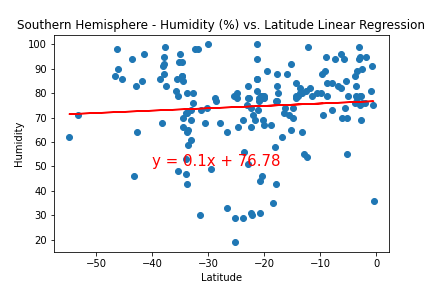 Southern Hemisphere - Humidity (%) vs. Latitude Linear Regression
100
90
80
70
60
50
40
30
20
Humidity
y = 0.1x + 76.78
−50 −40 −30 −20 −10 0
Latitude